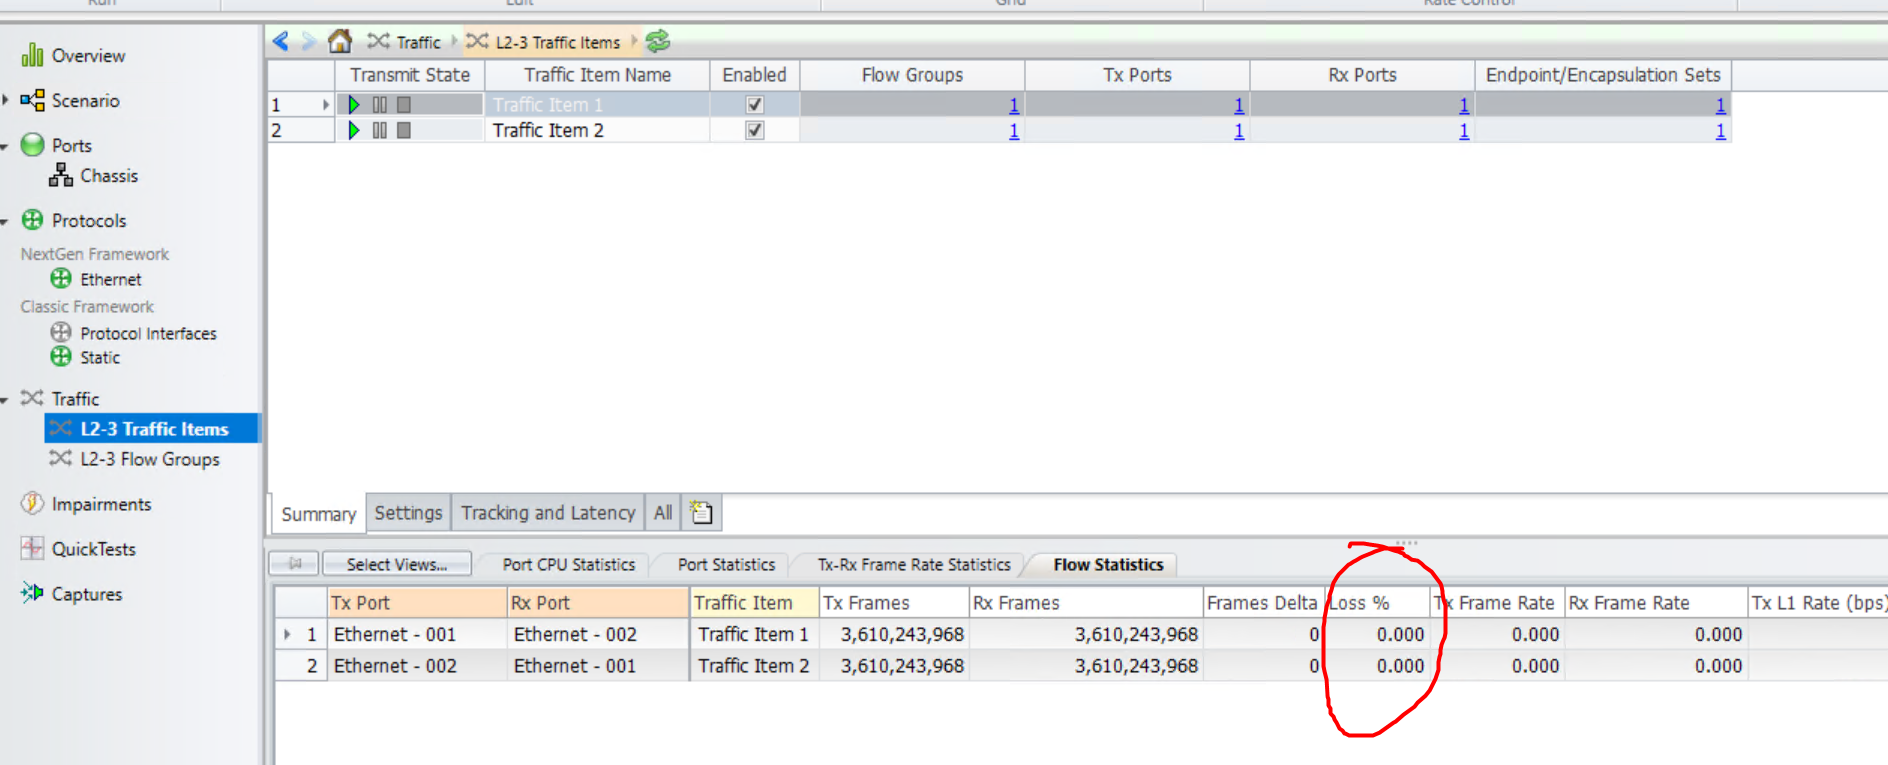 Run Edit Grid Rate Control
Overview
Scenario
Ports
Chassis
Protocols
NextGen Framework
Ethernet
Classic Framework
Protocol Interfaces
Static
Traffic
L2-3 Traffic Items
L2-3 Flow Groups
Impairments
QuickTests
Captures
Traffic L2-3 Traffic Items
Transmit State Traffic Item Name Enabled Flow Groups Tx Ports Rx Ports Endpoint/Encapsulation Sets
1 Traffic Item 1 1 1 1 1
2 Traffic Item 2 1 1 1 1
Summary Settings Tracking and Latency All
Select Views... Port CPU Statistics Port Statistics Tx-Rx Frame Rate Statistics Flow Statistics
Tx Port Rx Port Traffic Item Tx Frames Rx Frames Frames Delta Loss % Tx Frame Rate Rx Frame Rate Tx L1 Rate (bps)
1 Ethernet - 001 Ethernet - 002 Traffic Item 1 3,610,243,968 3,610,243,968 0 0.000 0.000 0.000
2 Ethernet - 002 Ethernet - 001 Traffic Item 2 3,610,243,968 3,610,243,968 0 0.000 0.000 0.000